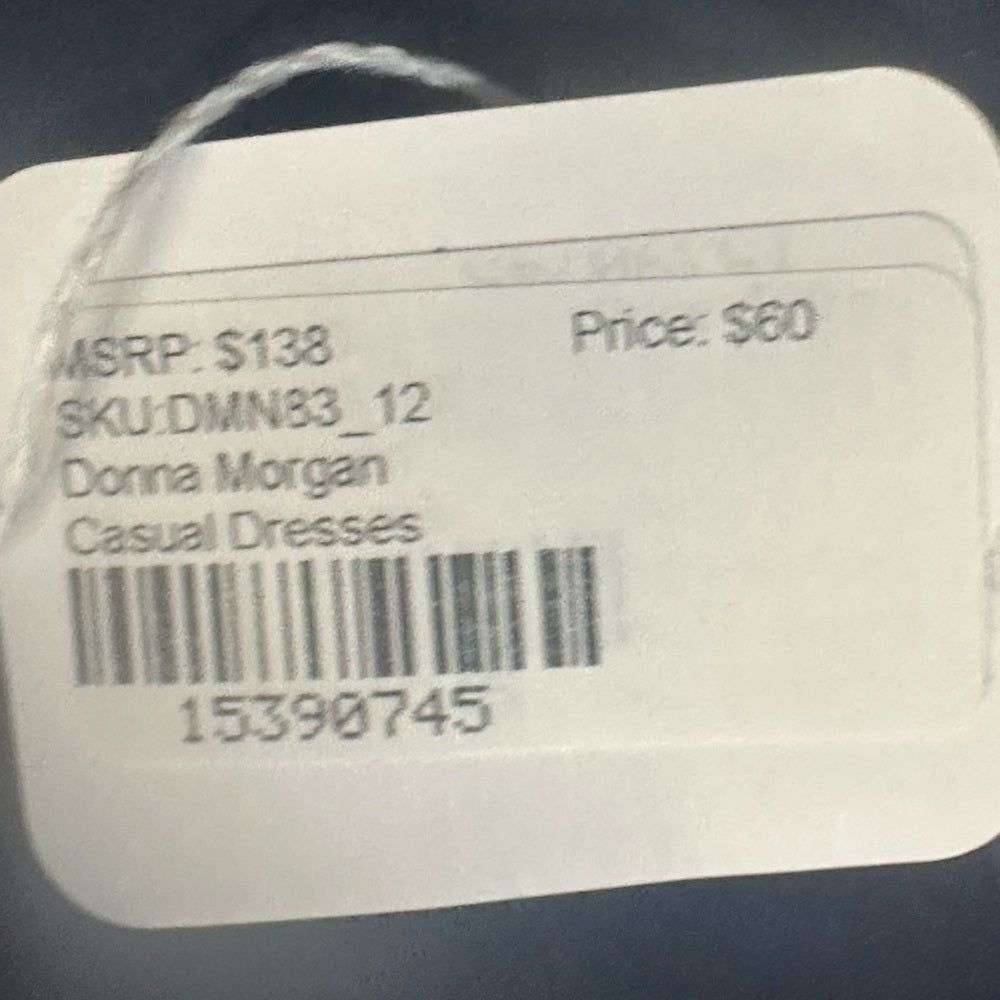 MSRP: $138 Price: $60
SKU:DMN83_12
Donna Morgan
Casual Dresses
15390745